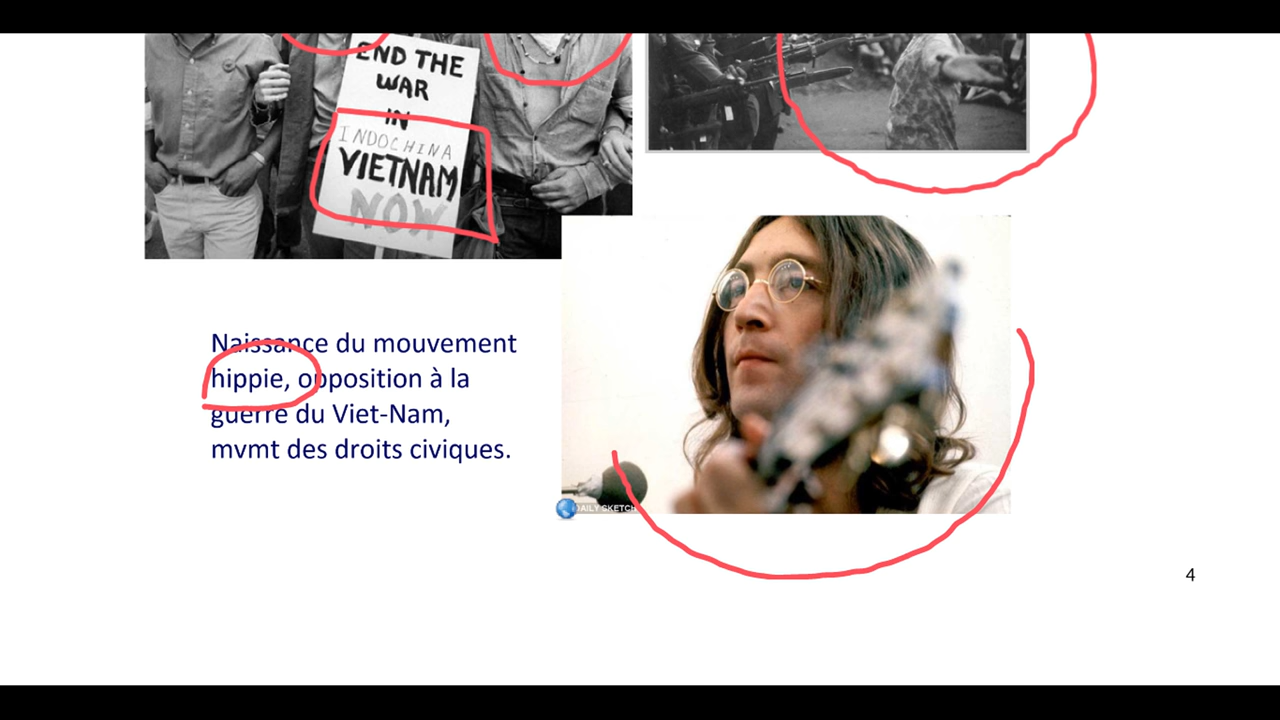 END THE
WAR
IN
INDOCHINA
VIETNAM
NOW
Naissance du mouvement
hippie, opposition à la
guerre du Viet-Nam,
mvmt des droits civiques.
DAILY SKETCH
4